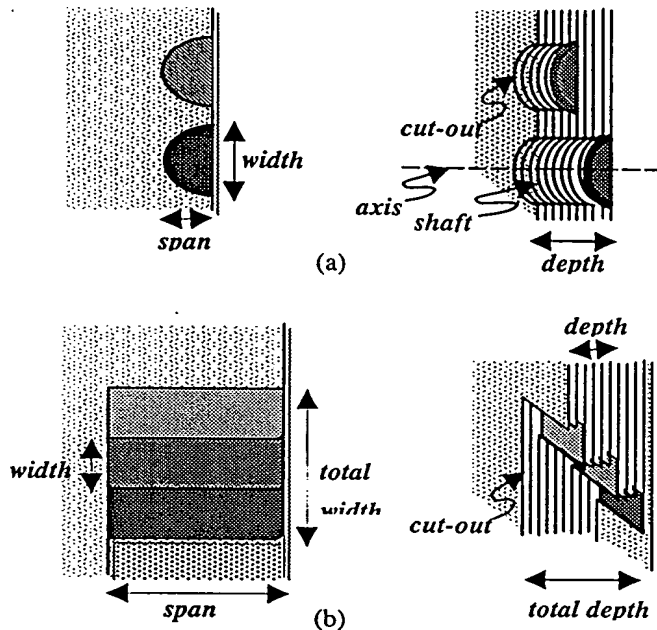 cut-out
width
axis
shaft
span
depth
(a)
depth
width
total
width
cut-out
span
total depth
(b)